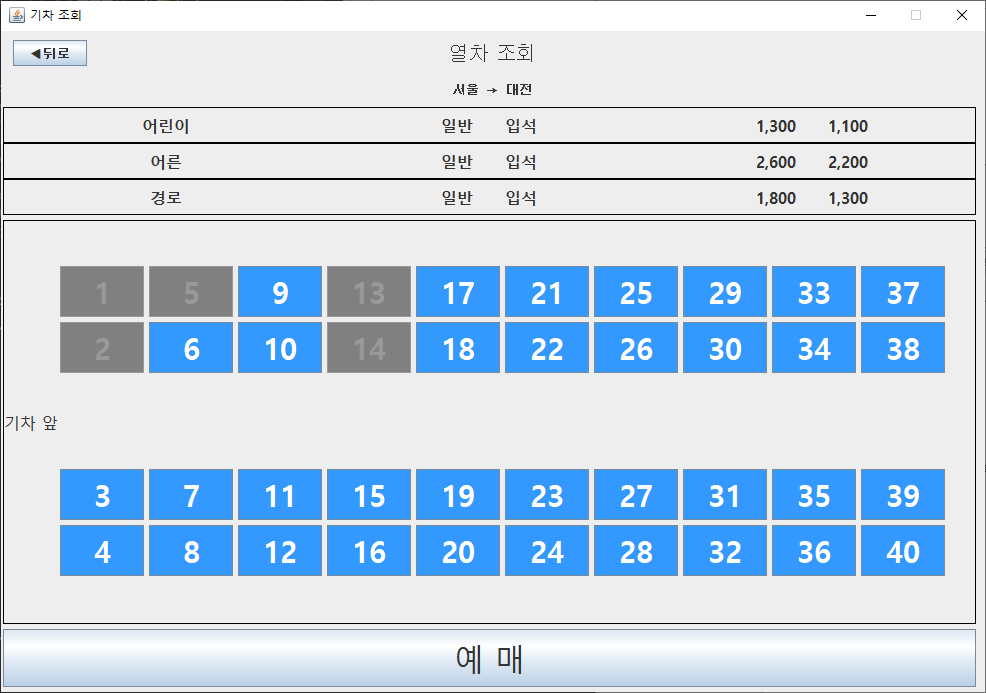 기차 조회
◀뒤로
열차 조회
서울 → 대전
어린이 일반 입석 1,300 1,100
어른 일반 입석 2,600 2,200
경로 일반 입석 1,800 1,300
1 5 9 13 17 21 25 29 33 37
2 6 10 14 18 22 26 30 34 38
기차 앞
3 7 11 15 19 23 27 31 35 39
4 8 12 16 20 24 28 32 36 40
예 매